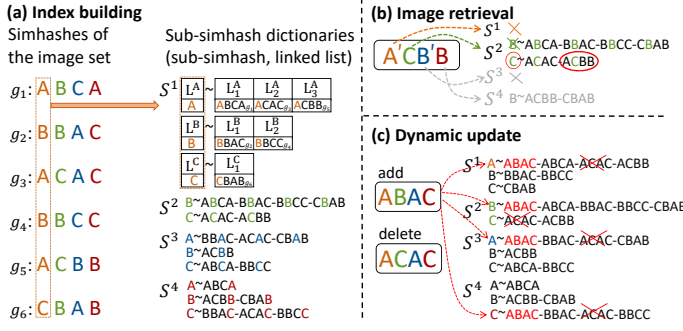 (a) Index building
Simhashes of
the image set
Sub-simhash dictionaries
(sub-simhash, linked list)
g₁: A B C A
g₂: B B A C
g₃: A C A C
g₄: B B C C
g₅: A C B B
g₆: C B A B
S¹ Lᴬ ~ L₁ᴬ L₂ᴬ L₃ᴬ
A ABCAg₁ ACACg₃ ACBBg₅
Lᴮ ~ L₁ᴮ L₂ᴮ
B BBACg₂ BBCCg₄
Lᶜ ~ L₁ᶜ
C CBABg₆
S² B~ABCA-BBAC-BBCC-CBAB
C~ACAC-ACBB
S³ A~BBAC-ACAC-CBAB
B~ACBB
C~ABCA-BBCC
S⁴ A~ABCA
B~ACBB-CBAB
C~BBAC-ACAC-BBCC
(b) Image retrieval
A'CB'B
S¹
S² B~ABCA-BBAC-BBCC-CBAB
C~ACAC-ACBB
S³
S⁴ B~ACBB-CBAB
(c) Dynamic update
add
ABAC
delete
ACAC
S¹ A~ABAC-ABCA-ACAC-ACBB
B~BBAC-BBCC
C~CBAB
S² B~ABAC-ABCA-BBAC-BBCC-CBAB
C~ACAC-ACBB
S³ A~ABAC-BBAC-ACAC-CBAB
B~ACBB
C~ABCA-BBCC
S⁴ A~ABCA
B~ACBB-CBAB
C~ABAC-BBAC-ACAC-BBCC